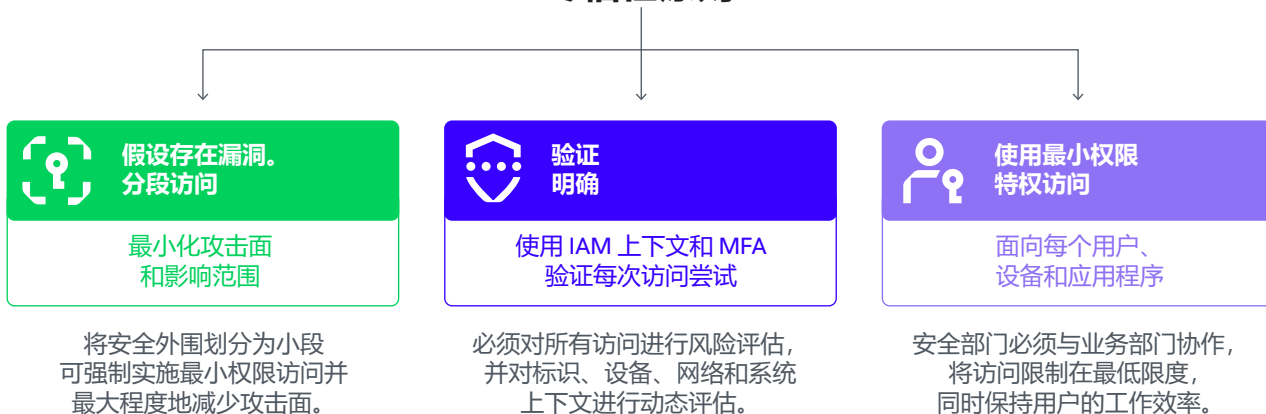 假设存在漏洞。
分段访问
最小化攻击面
和影响范围
将安全外围划分为小段
可强制实施最小权限访问并
最大程度地减少攻击面。
验证
明确
使用 IAM 上下文和 MFA
验证每次访问尝试
必须对所有访问进行风险评估，
并对标识、设备、网络和系统
上下文进行动态评估。
使用最小权限
特权访问
面向每个用户、
设备和应用程序
安全部门必须与业务部门协作，
将访问限制在最低限度，
同时保持用户的工作效率。